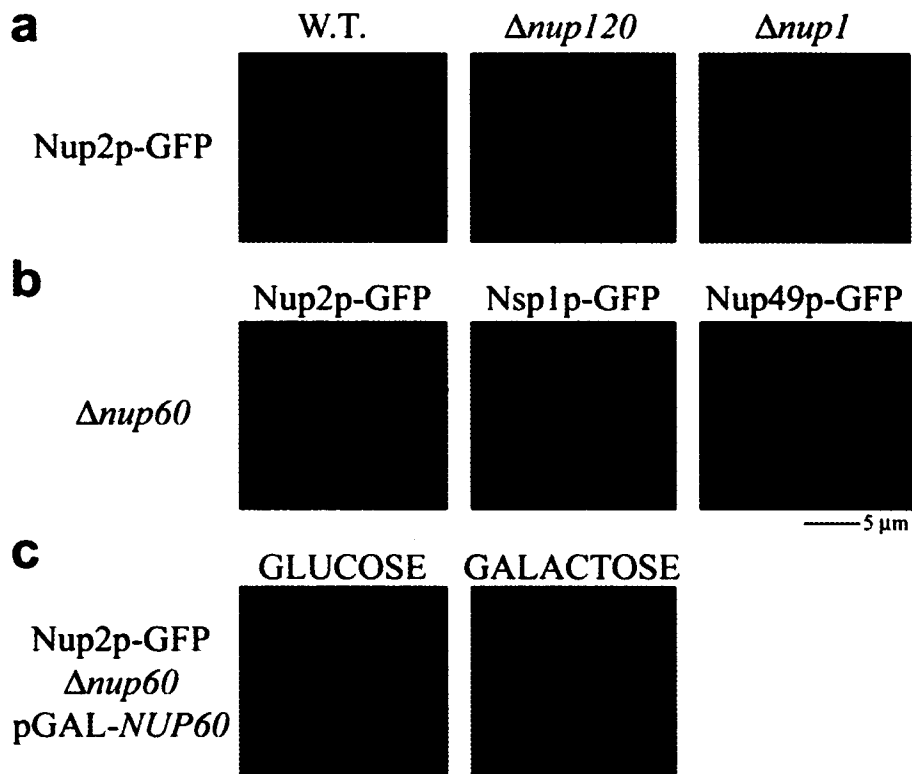 a
W.T. Δnup120 Δnup1
Nup2p-GFP
b
Nup2p-GFP Nsp1p-GFP Nup49p-GFP
Δnup60
5 µm
c
GLUCOSE GALACTOSE
Nup2p-GFP
Δnup60
pGAL-NUP60